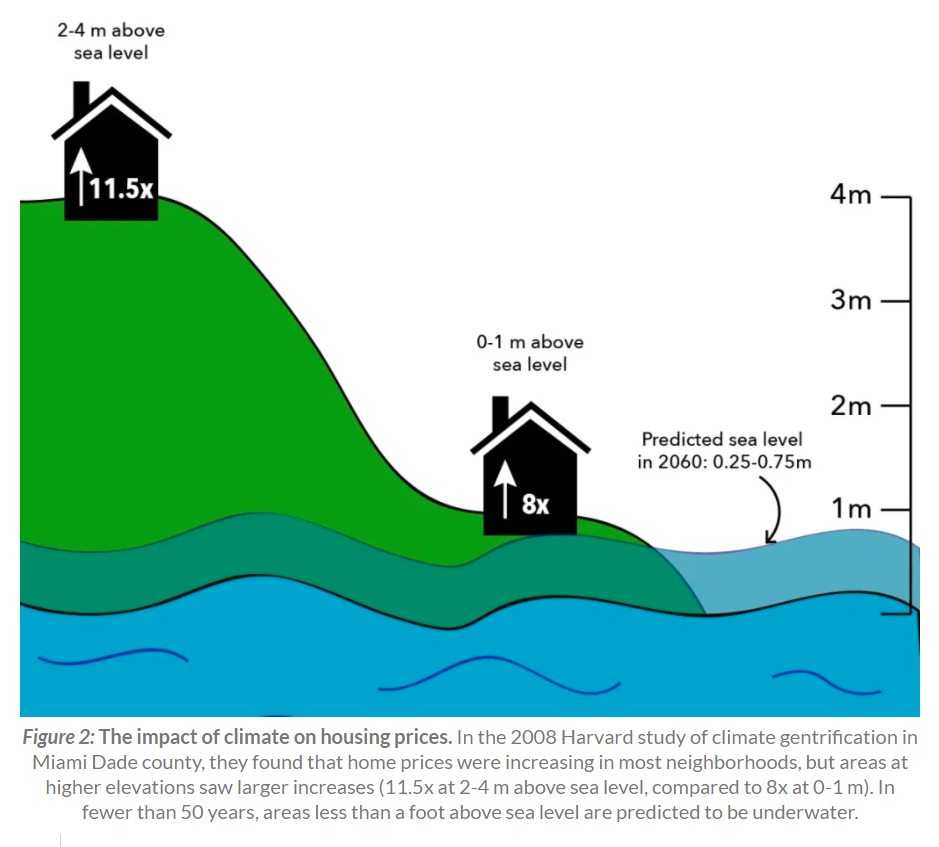 2-4 m above
sea level
11.5x
4m
3m
0-1 m above
sea level
2m
Predicted sea level
in 2060: 0.25-0.75m
8x
1m
Figure 2: The impact of climate on housing prices. In the 2008 Harvard study of climate gentrification in
Miami Dade county, they found that home prices were increasing in most neighborhoods, but areas at
higher elevations saw larger increases (11.5x at 2-4 m above sea level, compared to 8x at 0-1 m). In
fewer than 50 years, areas less than a foot above sea level are predicted to be underwater.